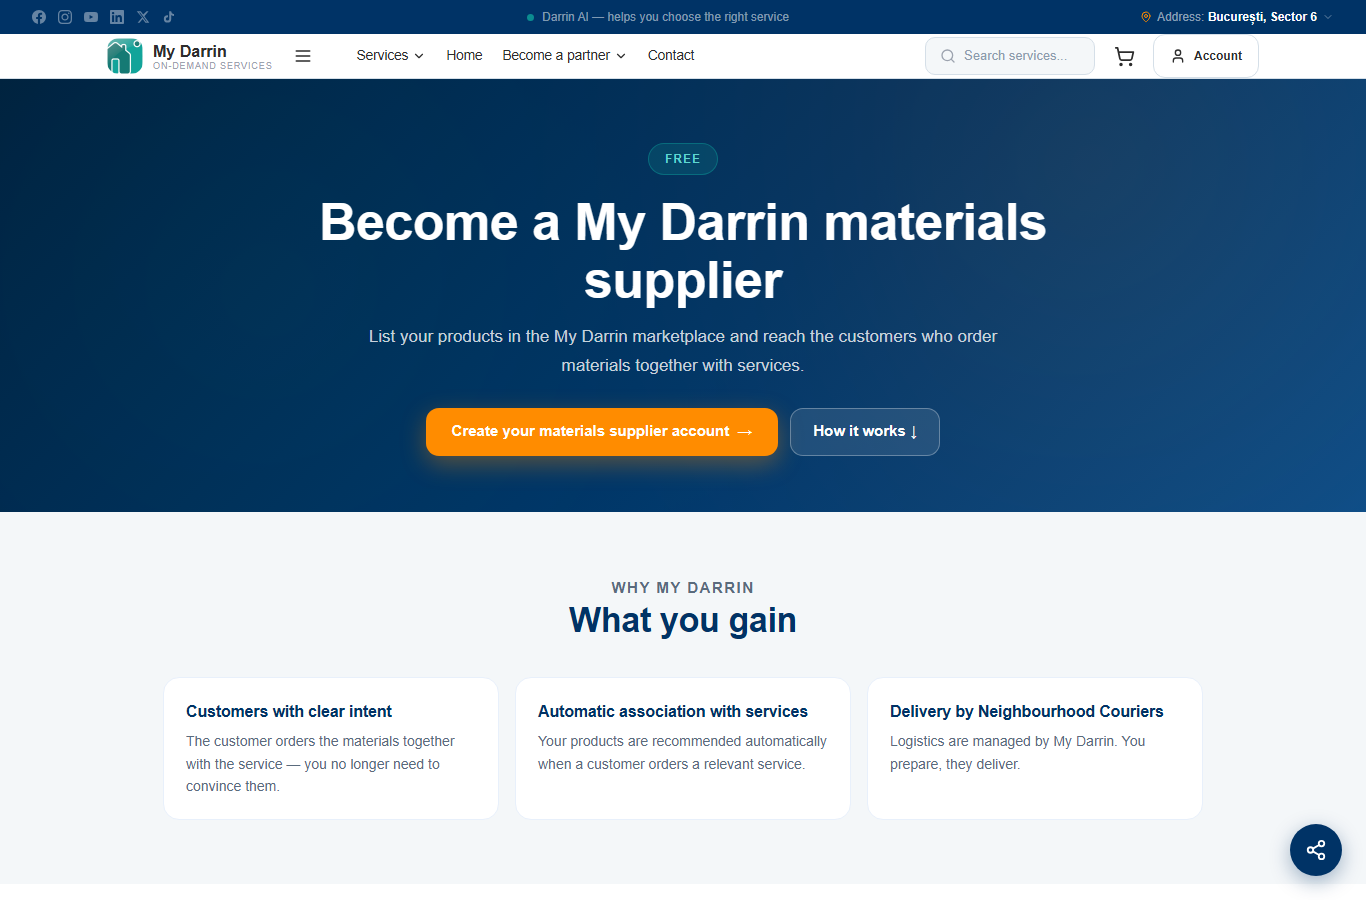 Darrin AI — helps you choose the right service
Address: București, Sector 6
My Darrin
ON-DEMAND SERVICES
Services
Home
Become a partner
Contact
Search services...
Account
FREE
Become a My Darrin materials
supplier
List your products in the My Darrin marketplace and reach the customers who order
materials together with services.
Create your materials supplier account →
How it works ↓
WHY MY DARRIN
What you gain
Customers with clear intent
The customer orders the materials together
with the service — you no longer need to
convince them.
Automatic association with services
Your products are recommended automatically
when a customer orders a relevant service.
Delivery by Neighbourhood Couriers
Logistics are managed by My Darrin. You
prepare, they deliver.